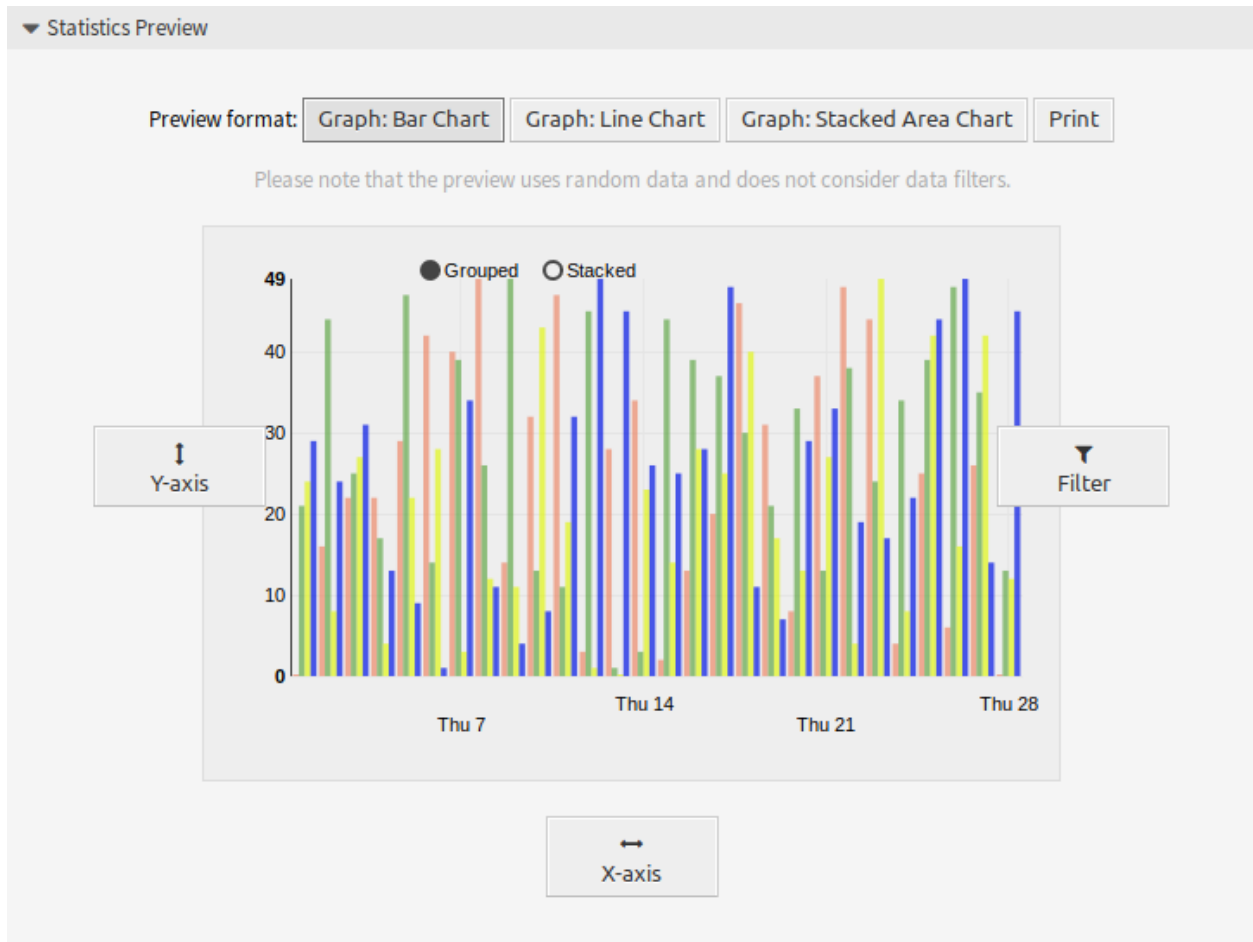 Statistics Preview
Preview format: Graph: Bar Chart Graph: Line Chart Graph: Stacked Area Chart Print
Please note that the preview uses random data and does not consider data filters.
Grouped Stacked
49
40
30
20
10
0
Y-axis
Filter
Thu 7 Thu 14 Thu 21 Thu 28
X-axis